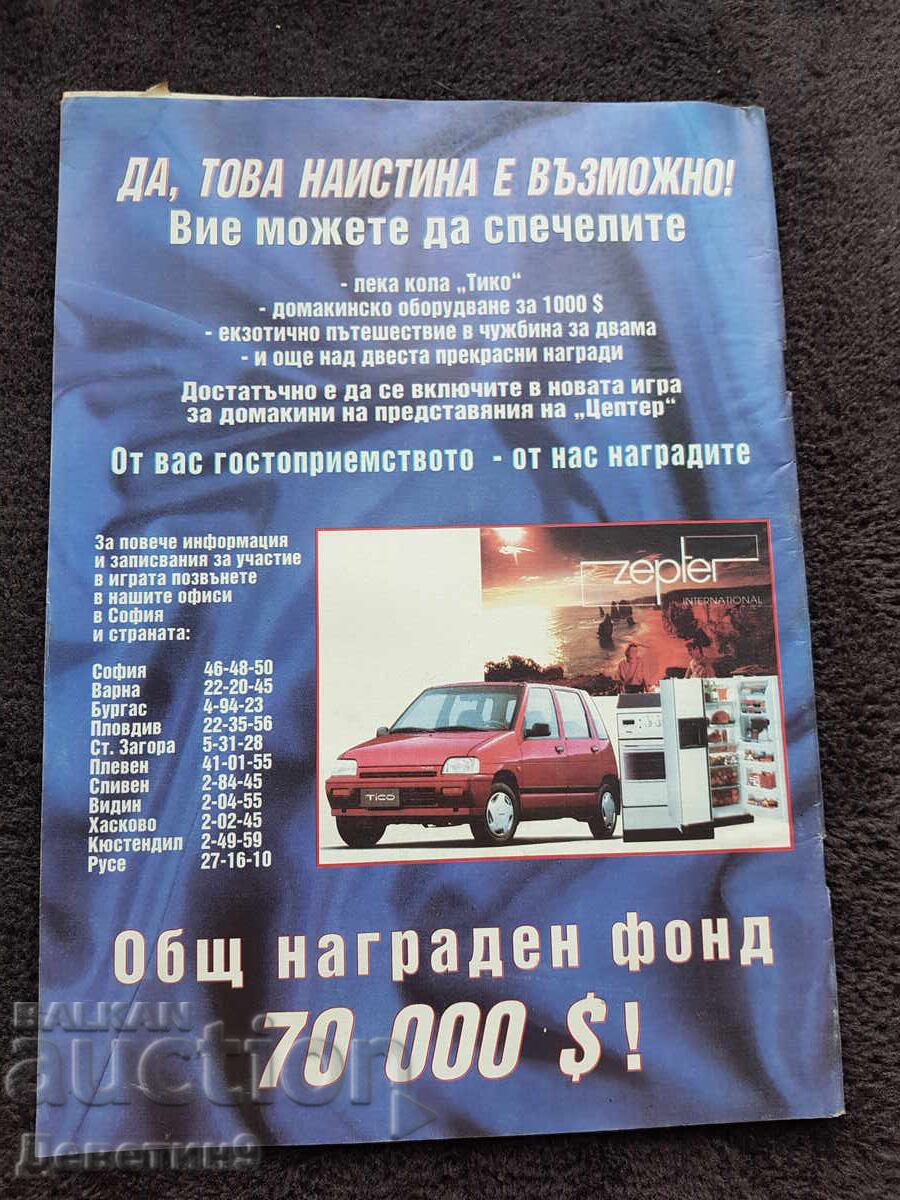 ДА, ТОВА НАИСТИНА Е ВЪЗМОЖНО!
Вие можете да спечелите
- лека кола „Тико“
- домакинско оборудване за 1000 $
- екзотично пътешествие в чужбина за двама
- и още над двеста прекрасни награди
Достатъчно е да се включите в новата игра
за домакини на представяния на „Цептер“
От вас гостоприемството - от нас наградите
За повече информация
и записвания за участие
в играта позвънете
в нашите офиси
в София
и страната:
София 46-48-50
Варна 22-20-45
Бургас 4-94-23
Пловдив 22-35-56
Ст. Загора 5-31-28
Плевен 41-01-55
Сливен 2-84-45
Видин 2-04-55
Хасково 2-02-45
Кюстендил 2-49-59
Русе 27-16-10
zepter
INTERNATIONAL
TICO
Общ награден фонд
70 000 $ !
BALKAN
auction
Деветин9